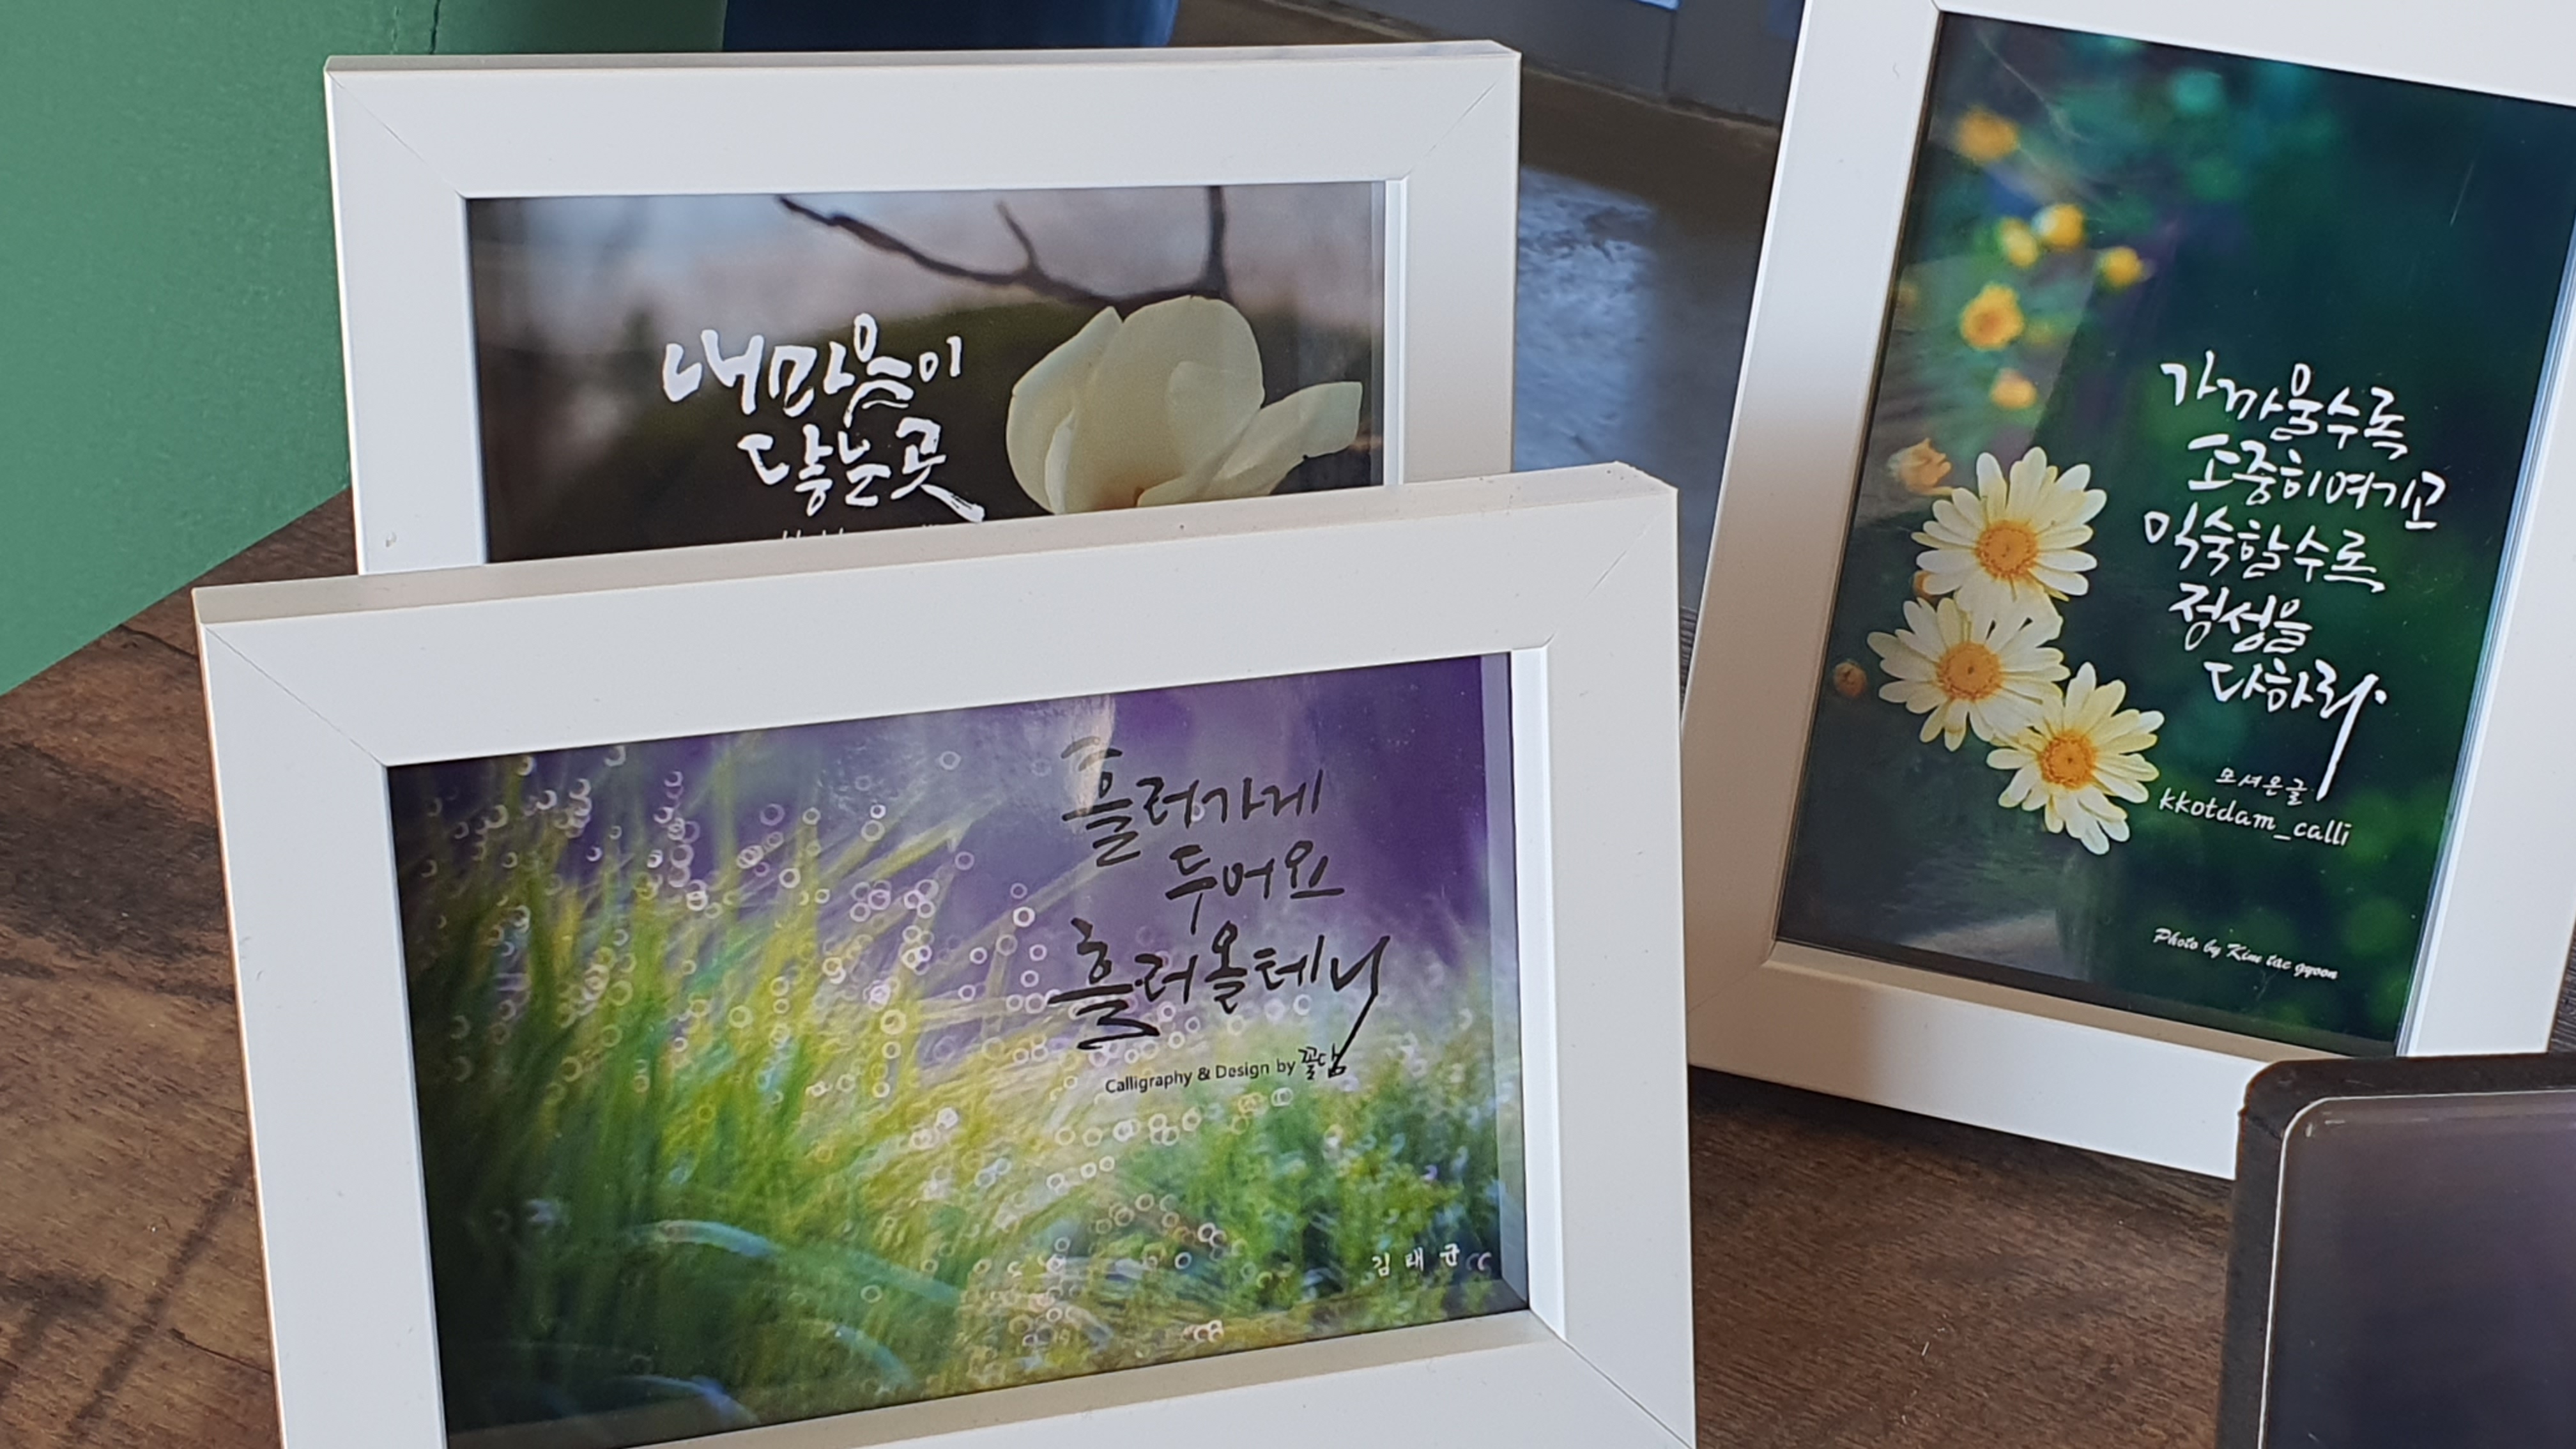 내 마음이
닿는 곳
흘러가게
두어요
흘러올테니
Calligraphy & Design by 꽃담
김태균
가까울수록
소중히 여기고
익숙할수록
정성을
다하리.
모셔온글
kkotdam_calli
Photo by Kim tae gyoon